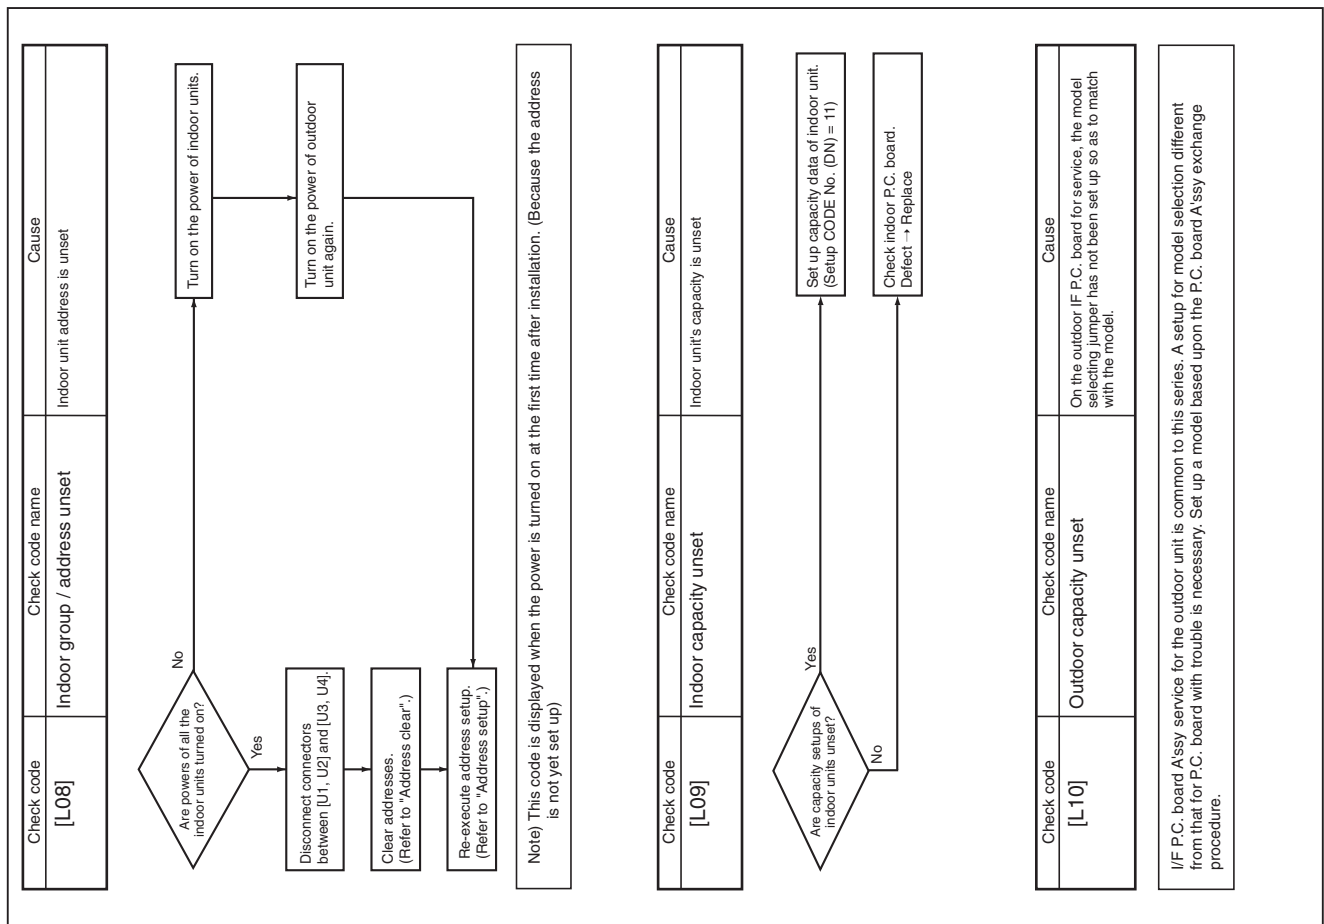 Check code
Check code name
Cause
[L08]
Indoor group / address unset
Indoor unit address is unset
Are powers of all the
indoor units turned on?
No
Turn on the power of indoor units.
Yes
Disconnect connectors
between [U1, U2] and [U3, U4].
Turn on the power of outdoor
unit again.
Clear addresses.
(Refer to "Address clear".)
Re-execute address setup.
(Refer to "Address setup".)
Note) This code is displayed when the power is turned on at the first time after installation. (Because the address
is not yet set up)
Check code
Check code name
Cause
[L09]
Indoor capacity unset
Indoor unit's capacity is unset
Are capacity setups of
indoor units unset?
Yes
Set up capacity data of indoor unit.
(Setup CODE No. (DN) = 11)
No
Check indoor P.C. board.
Defect → Replace
Check code
Check code name
Cause
[L10]
Outdoor capacity unset
On the outdoor IF P.C. board for service, the model
selecting jumper has not been set up so as to match
with the model.
I/F P.C. board A'ssy service for the outdoor unit is common to this series. A setup for model selection different
from that for P.C. board with trouble is necessary. Set up a model based upon the P.C. board A'ssy exchange
procedure.